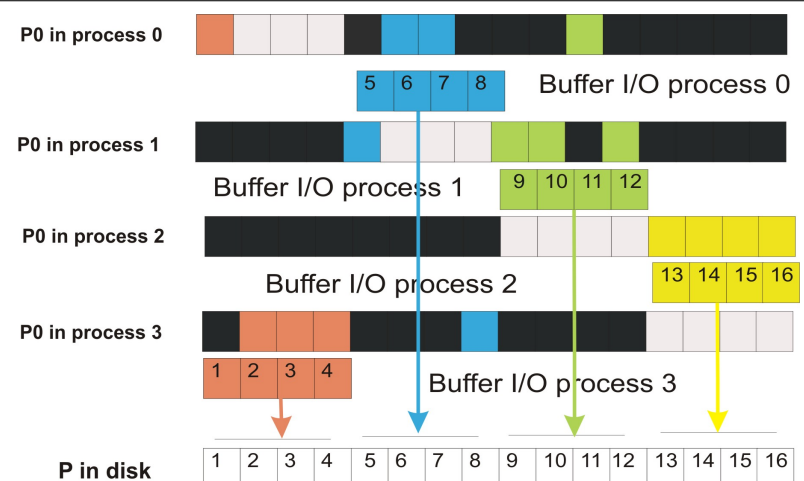 P0 in process 0
5 6 7 8
Buffer I/O process 0
P0 in process 1
Buffer I/O process 1
9 10 11 12
P0 in process 2
Buffer I/O process 2
13 14 15 16
P0 in process 3
1 2 3 4
Buffer I/O process 3
P in disk
1 2 3 4 5 6 7 8 9 10 11 12 13 14 15 16